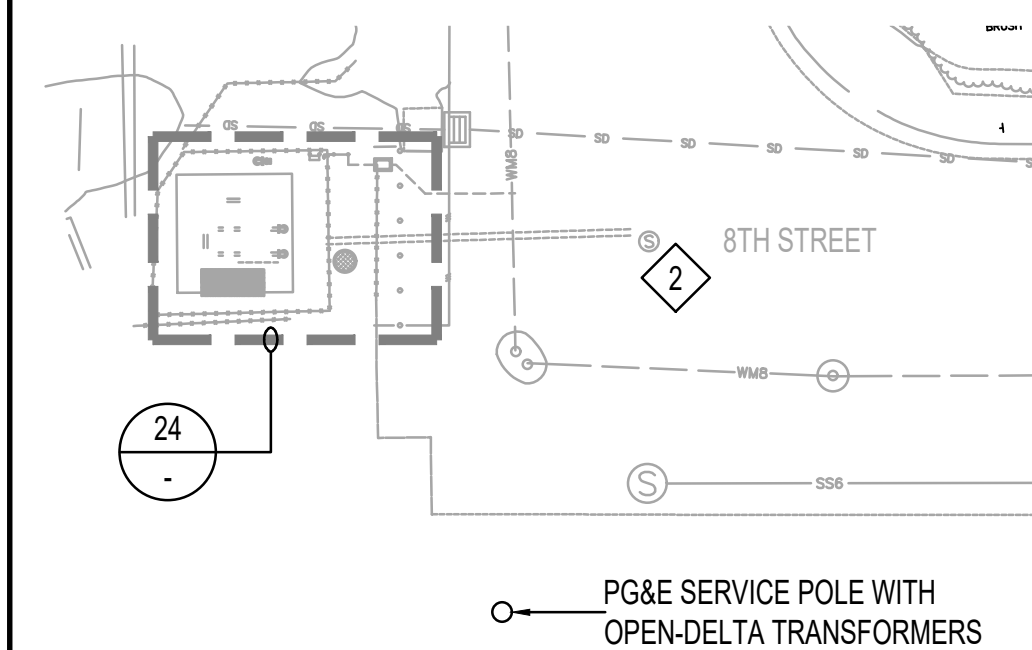 BRUSH
SD SD SD
SD SD SD SD SD SD
WM8
S
8TH STREET
2
WM8
24
-
S
SS6
PG&E SERVICE POLE WITH
OPEN-DELTA TRANSFORMERS